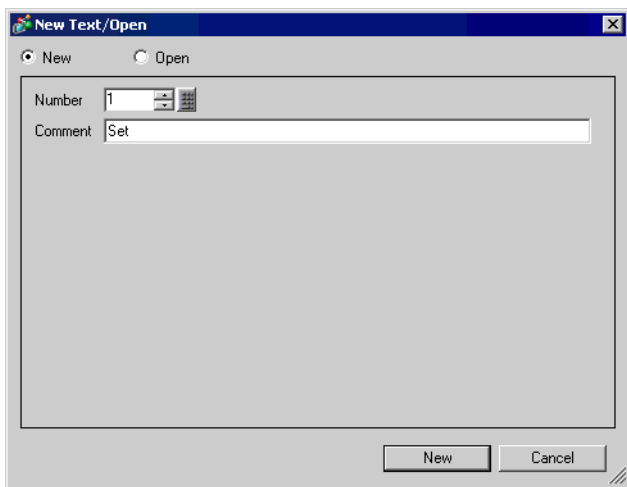 New Text/Open
New Open
Number 1
Comment Set
New Cancel